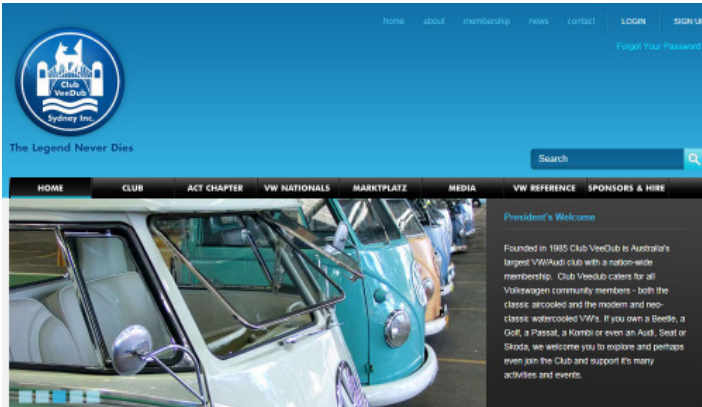 home about membership news contact LOGIN SIGN UP
Forgot Your Password
Club
VeeDub
Sydney Inc.
The Legend Never Dies
Search
HOME CLUB ACT CHAPTER VW NATIONALS MARKTPLATZ MEDIA VW REFERENCE SPONSORS & HIRE
President's Welcome
Founded in 1985 Club VeeDub is Australia's
largest VW/Audi club with a nation-wide
membership. Club Veedub caters for all
Volkswagen community members - both the
classic aircooled and the modern and neo-
classic watercooled VW's. If you own a Beetle, a
Golf, a Passat, a Kombi or even an Audi, Seat or
Skoda, we welcome you to explore and perhaps
even join the Club and support it's many
activities and events.